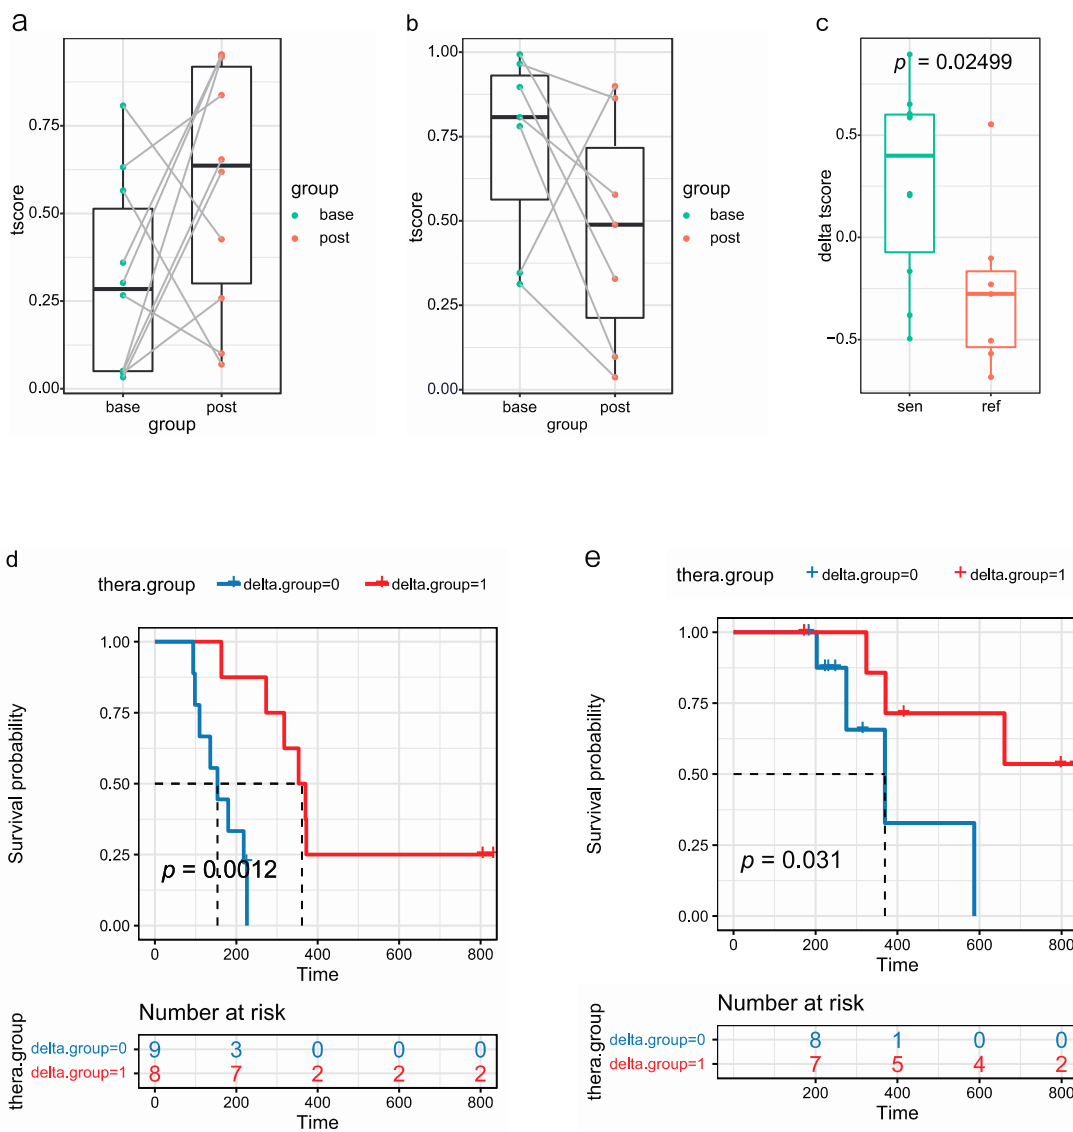 a
tscore
0.75
0.50
0.25
0.00
base
post
group
group
base
post
b
tscore
1.00
0.75
0.50
0.25
0.00
base
post
group
group
base
post
c
p = 0.02499
delta tscore
0.5
0.0
−0.5
sen
ref
d
thera.group
delta.group=0
delta.group=1
Survival probability
1.00
0.75
0.50
0.25
0.00
p = 0.0012
0 200 400 600 800
Time
Number at risk
thera.group
delta.group=0 9 3 0 0 0
delta.group=1 8 7 2 2 2
0 200 400 600 800
Time
e
thera.group
delta.group=0
delta.group=1
Survival probability
1.00
0.75
0.50
0.25
0.00
p = 0.031
0 200 400 600 800
Time
Number at risk
thera.group
delta.group=0 8 1 0 0
delta.group=1 7 5 4 2
0 200 400 600 800
Time